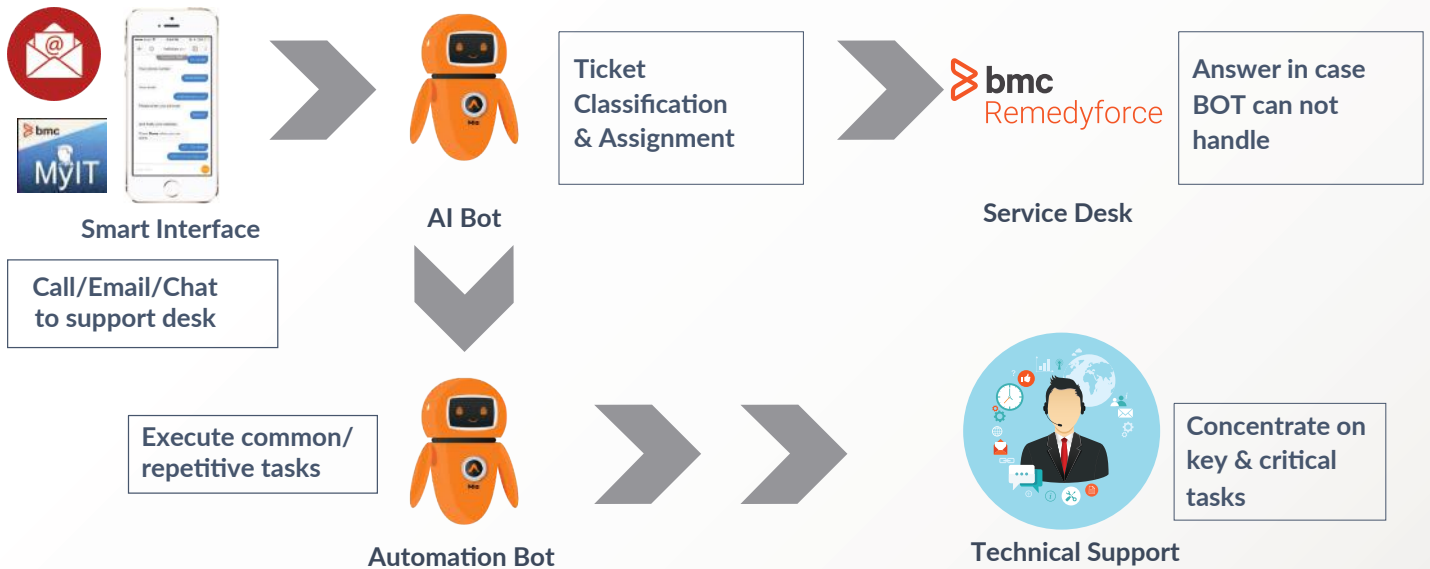 @
bmc
MyIT
Smart Interface
Call/Email/Chat
to support desk
AI Bot
Ticket
Classification
& Assignment
bmc
Remedyforce
Service Desk
Answer in case
BOT can not
handle
Execute common/
repetitive tasks
Automation Bot
Technical Support
Concentrate on
key & critical
tasks